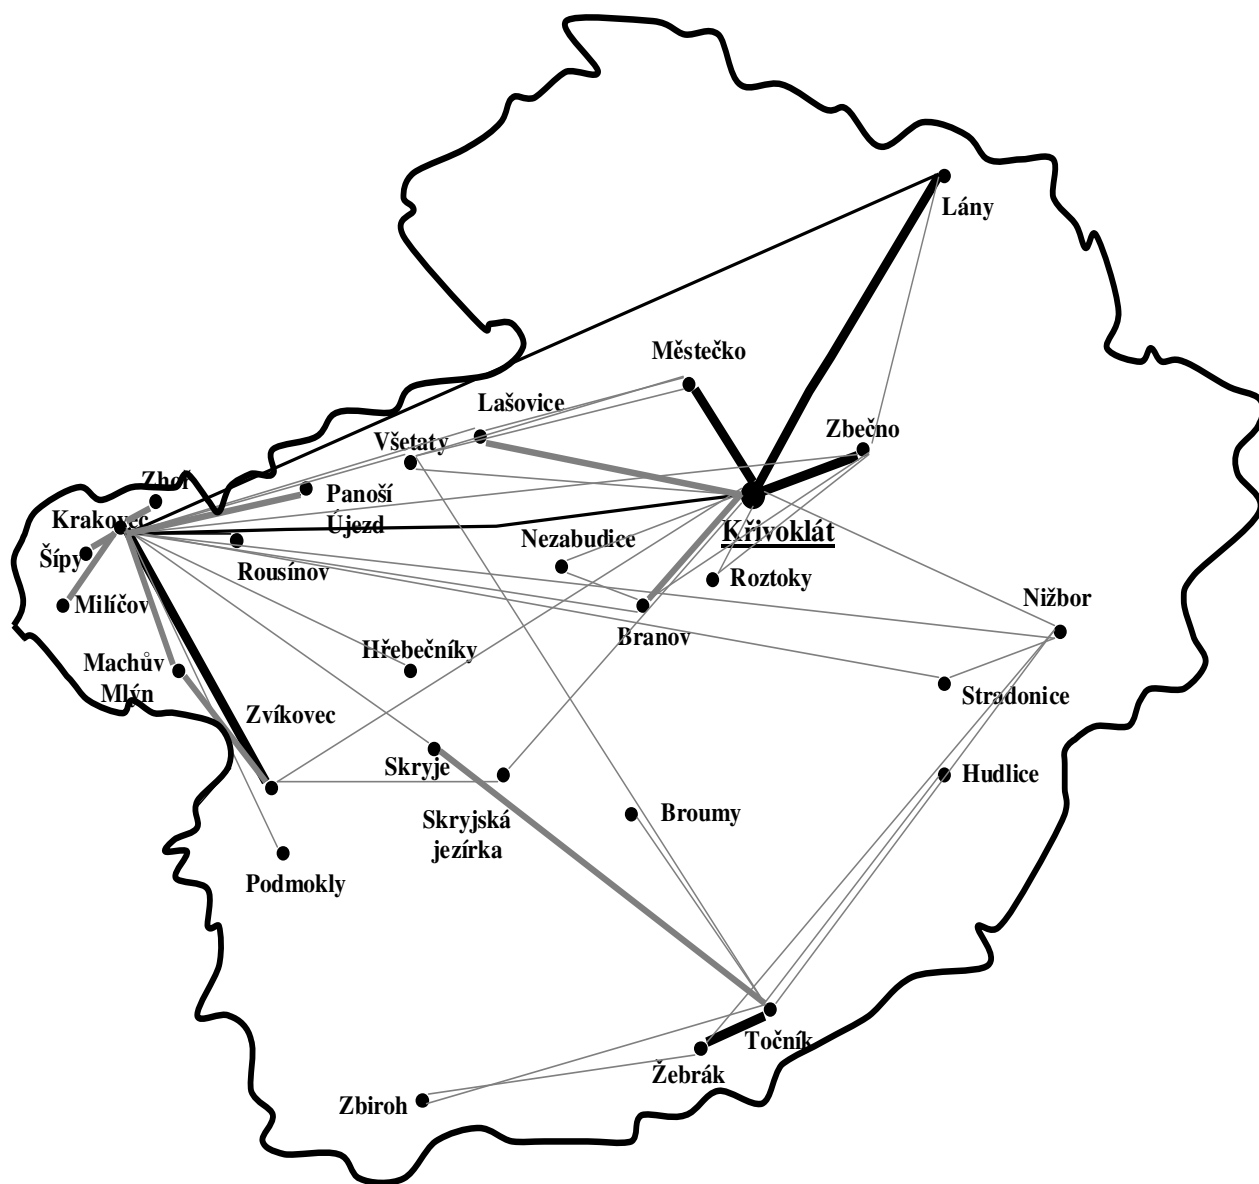 Lány
Městečko
Lašovice
Zbečno
Všetaty
Zhoř
Panoší
Újezd
Krakovec
Křivoklát
Nezabudice
Šípy
Rousínov
Roztoky
Milíčov
Nižbor
Branov
Hřebečníky
Machův
Mlýn
Stradonice
Zvíkovec
Skryje
Hudlice
Skryjská
jezírka
Broumy
Podmokly
Točník
Žebrák
Zbiroh